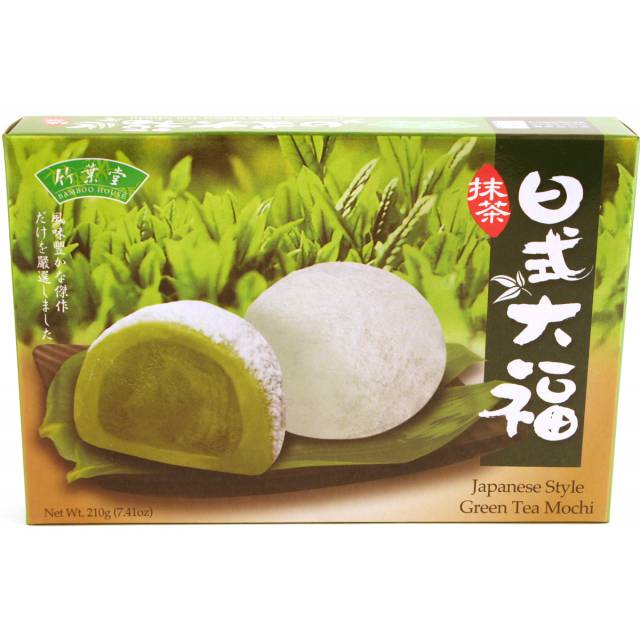 竹葉堂
BAMBOO HOUSE
風味豊かな傑作
だけを厳選しました
抹茶
日式大福
Japanese Style
Green Tea Mochi
Net Wt. 210g (7.41oz)